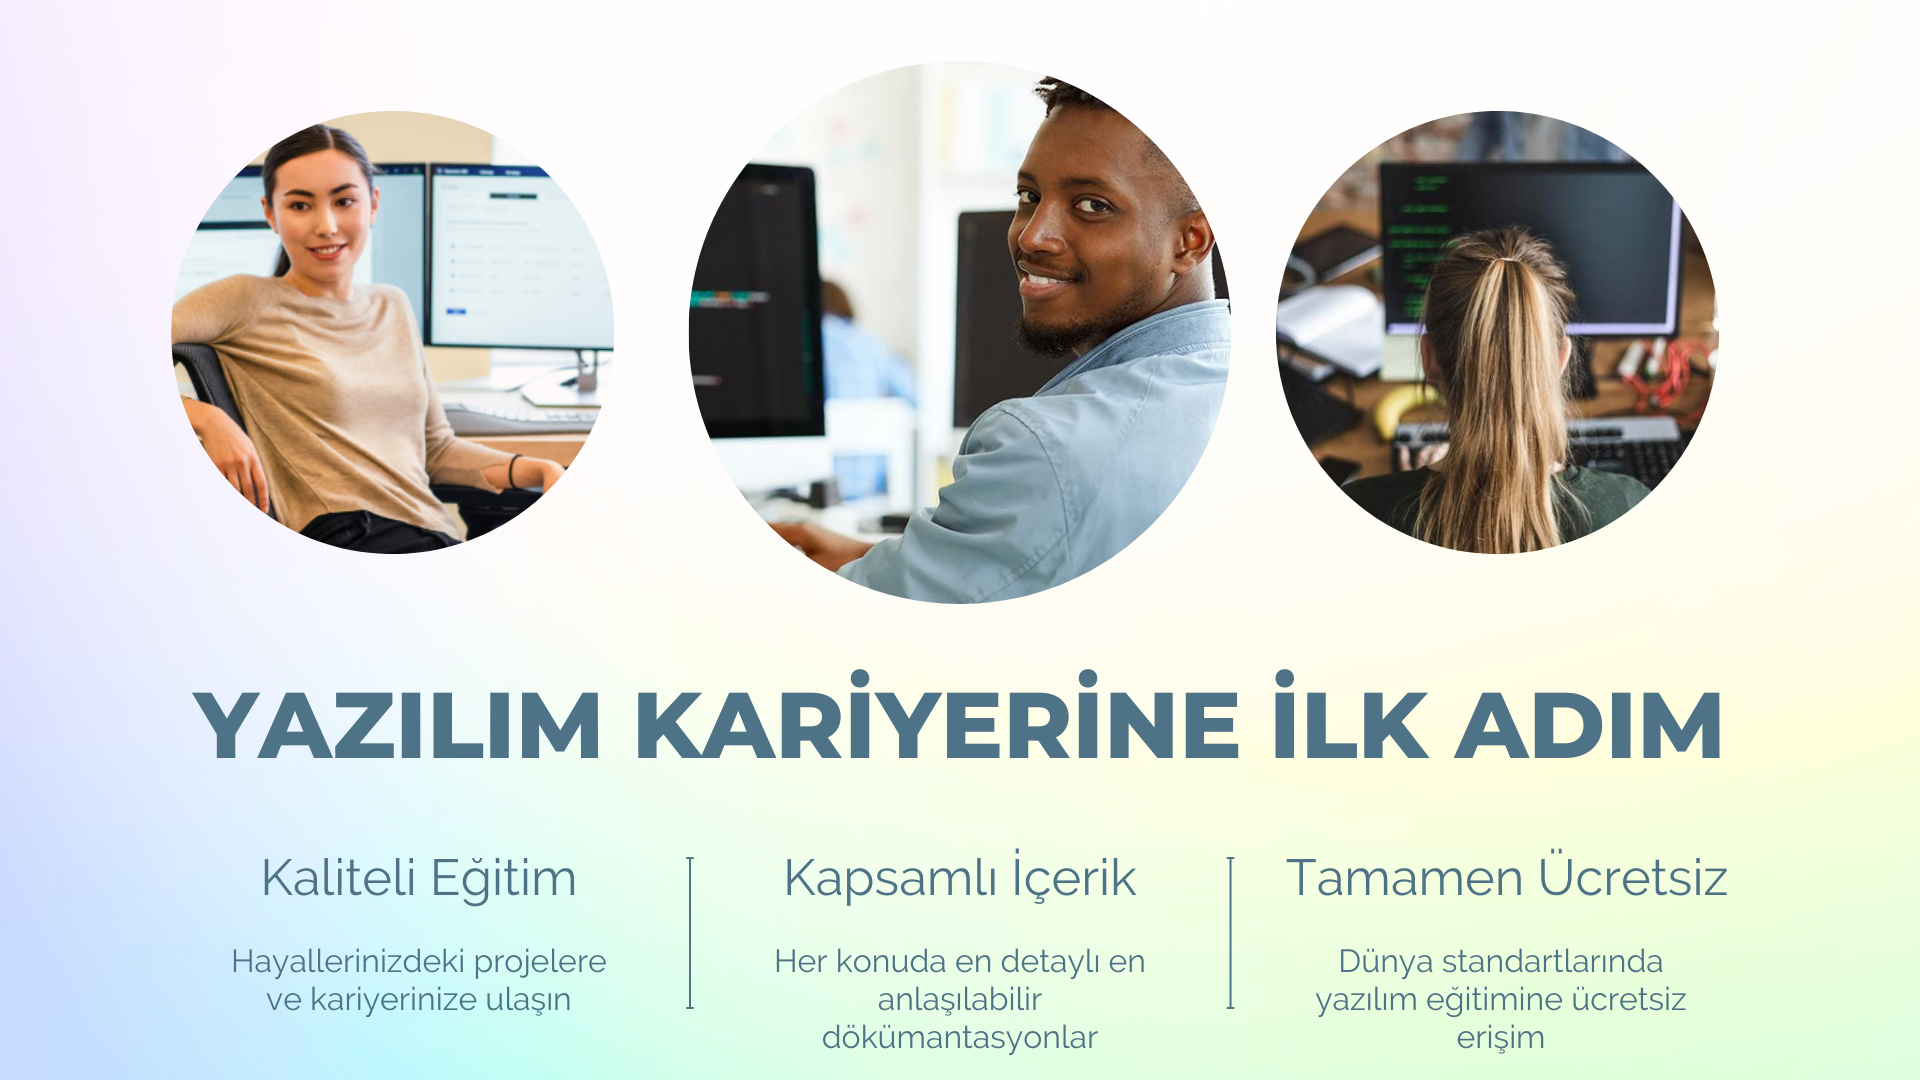 YAZILIM KARİYERİNE İLK ADIM
Kaliteli Eğitim
Hayallerinizdeki projelere
ve kariyerinize ulaşın
Kapsamlı İçerik
Her konuda en detaylı en
anlaşılabilir
dökümantasyonlar
Tamamen Ücretsiz
Dünya standartlarında
yazılım eğitimine ücretsiz
erişim